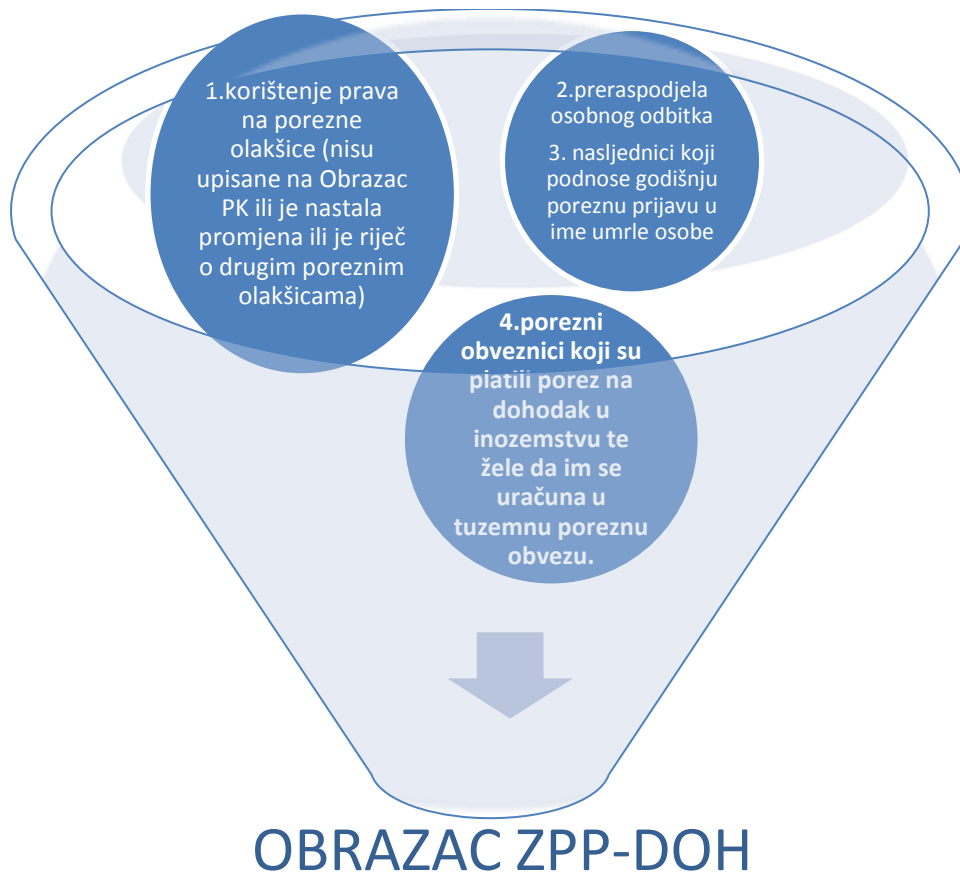 1.korištenje prava
na porezne
olakšice (nisu
upisane na Obrazac
PK ili je nastala
promjena ili je riječ
o drugim poreznim
olakšicama)
2.preraspodjela
osobnog odbitka
3. nasljednici koji
podnose godišnju
poreznu prijavu u
ime umrle osobe
4.porezni
obveznici koji su
platili porez na
dohodak u
inozemstvu te
žele da im se
uračuna u
tuzemnu poreznu
obvezu.
OBRAZAC ZPP-DOH